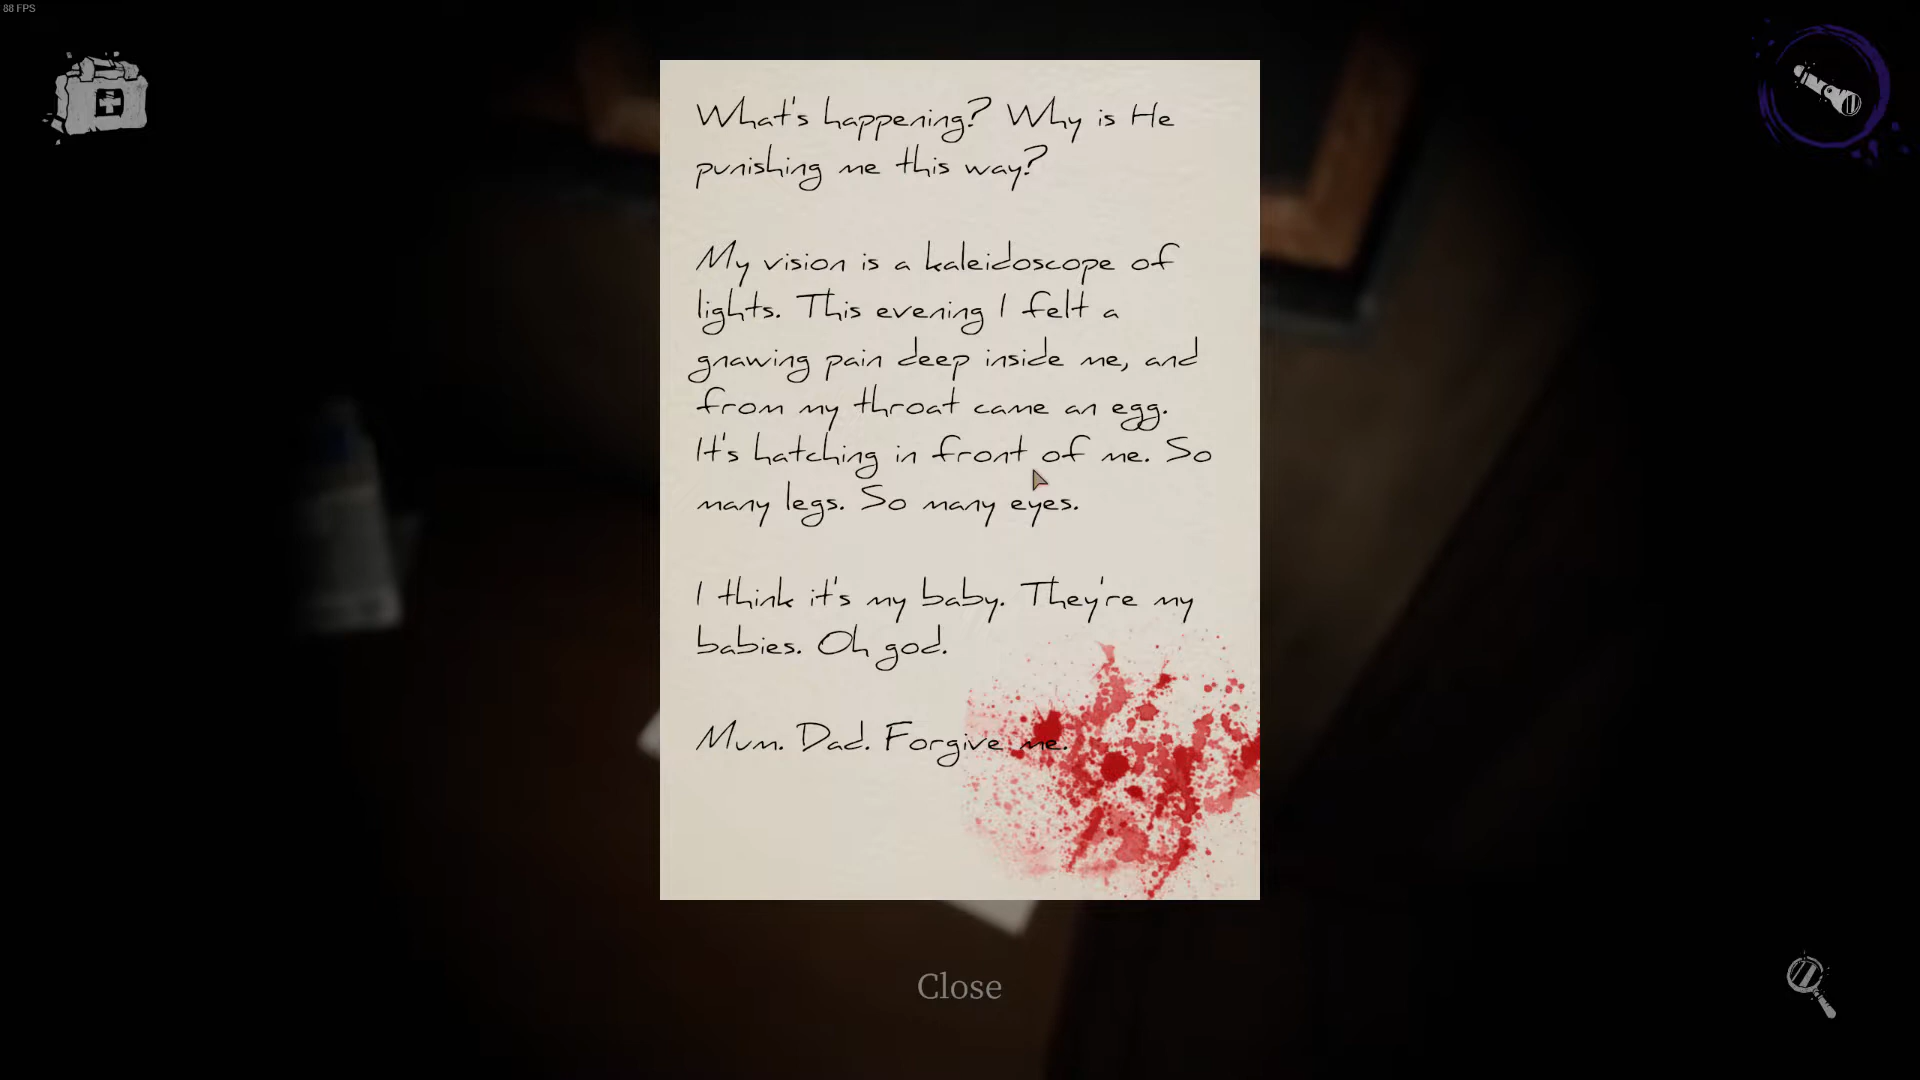 88 FPS
What's happening? Why is He
punishing me this way?
My vision is a kaleidoscope of
lights. This evening I felt a
gnawing pain deep inside me, and
from my throat came an egg.
It's hatching in front of me. So
many legs. So many eyes.
I think it's my baby. They're my
babies. Oh god.
Mum. Dad. Forgive me.
Close